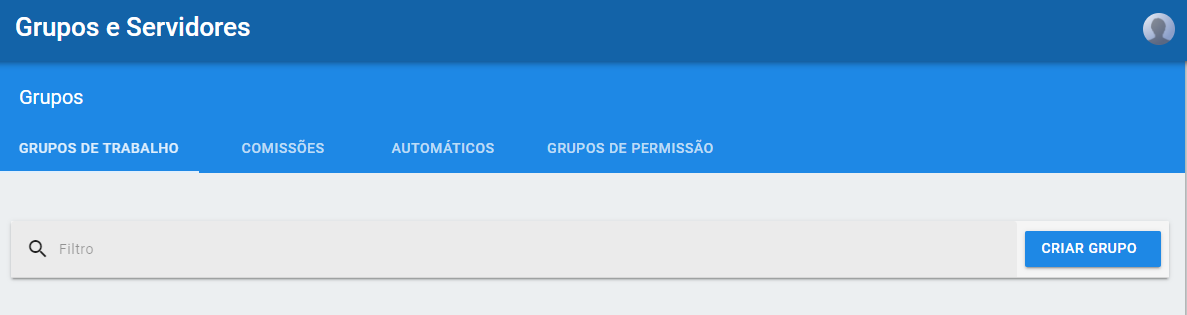 Grupos e Servidores
Grupos
GRUPOS DE TRABALHO COMISSÕES AUTOMÁTICOS GRUPOS DE PERMISSÃO
Filtro CRIAR GRUPO